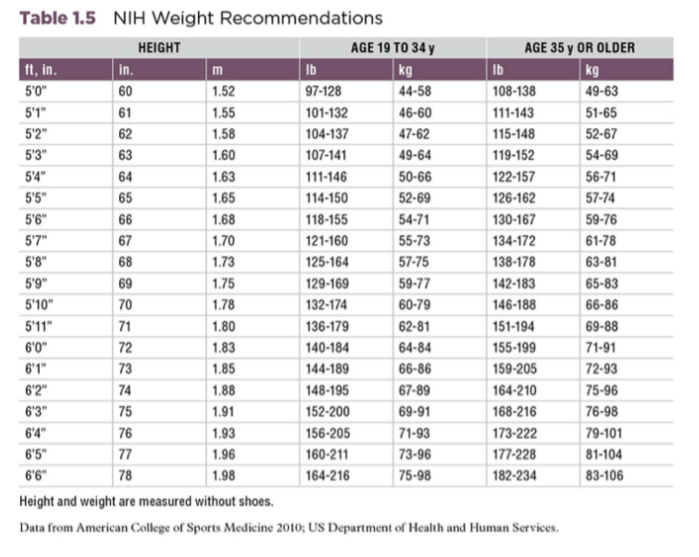 Table 1.5 NIH Weight Recommendations
HEIGHT AGE 19 TO 34 y AGE 35 y OR OLDER
ft, in. in. m lb kg lb kg
5'0" 60 1.52 97-128 44-58 108-138 49-63
5'1" 61 1.55 101-132 46-60 111-143 51-65
5'2" 62 1.58 104-137 47-62 115-148 52-67
5'3" 63 1.60 107-141 49-64 119-152 54-69
5'4" 64 1.63 111-146 50-66 122-157 56-71
5'5" 65 1.65 114-150 52-69 126-162 57-74
5'6" 66 1.68 118-155 54-71 130-167 59-76
5'7" 67 1.70 121-160 55-73 134-172 61-78
5'8" 68 1.73 125-164 57-75 138-178 63-81
5'9" 69 1.75 129-169 59-77 142-183 65-83
5'10" 70 1.78 132-174 60-79 146-188 66-86
5'11" 71 1.80 136-179 62-81 151-194 69-88
6'0" 72 1.83 140-184 64-84 155-199 71-91
6'1" 73 1.85 144-189 66-86 159-205 72-93
6'2" 74 1.88 148-195 67-89 164-210 75-96
6'3" 75 1.91 152-200 69-91 168-216 76-98
6'4" 76 1.93 156-205 71-93 173-222 79-101
6'5" 77 1.96 160-211 73-96 177-228 81-104
6'6" 78 1.98 164-216 75-98 182-234 83-106
Height and weight are measured without shoes.
Data from American College of Sports Medicine 2010; US Department of Health and Human Services.